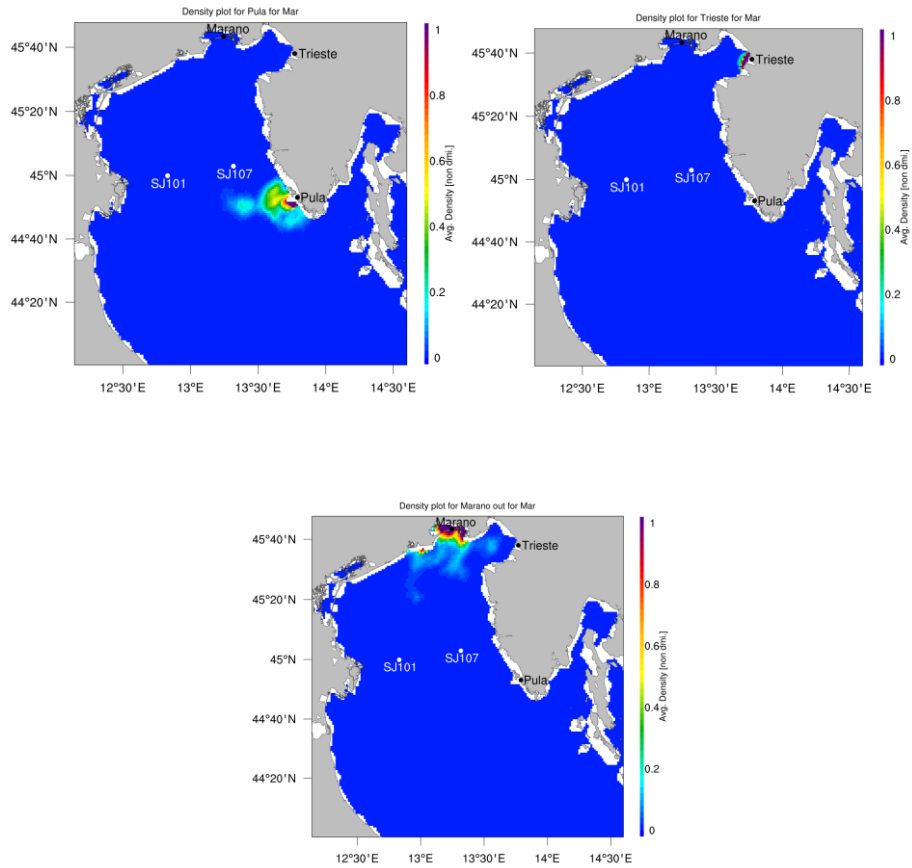 Density plot for Pula for Mar
45°40'N
45°20'N
45°N
44°40'N
44°20'N
Marano
Trieste
SJ101
SJ107
Pula
12°30'E
13°E
13°30'E
14°E
14°30'E
1
0.8
0.6
0.4
0.2
0
Avg. Density [non dmi.]
Density plot for Trieste for Mar
45°40'N
45°20'N
45°N
44°40'N
44°20'N
Marano
Trieste
SJ101
SJ107
Pula
12°30'E
13°E
13°30'E
14°E
14°30'E
1
0.8
0.6
0.4
0.2
0
Avg. Density [non dmi.]
Density plot for Marano out for Mar
45°40'N
45°20'N
45°N
44°40'N
44°20'N
Marano
Trieste
SJ101
SJ107
Pula
12°30'E
13°E
13°30'E
14°E
14°30'E
1
0.8
0.6
0.4
0.2
0
Avg. Density [non dmi.]